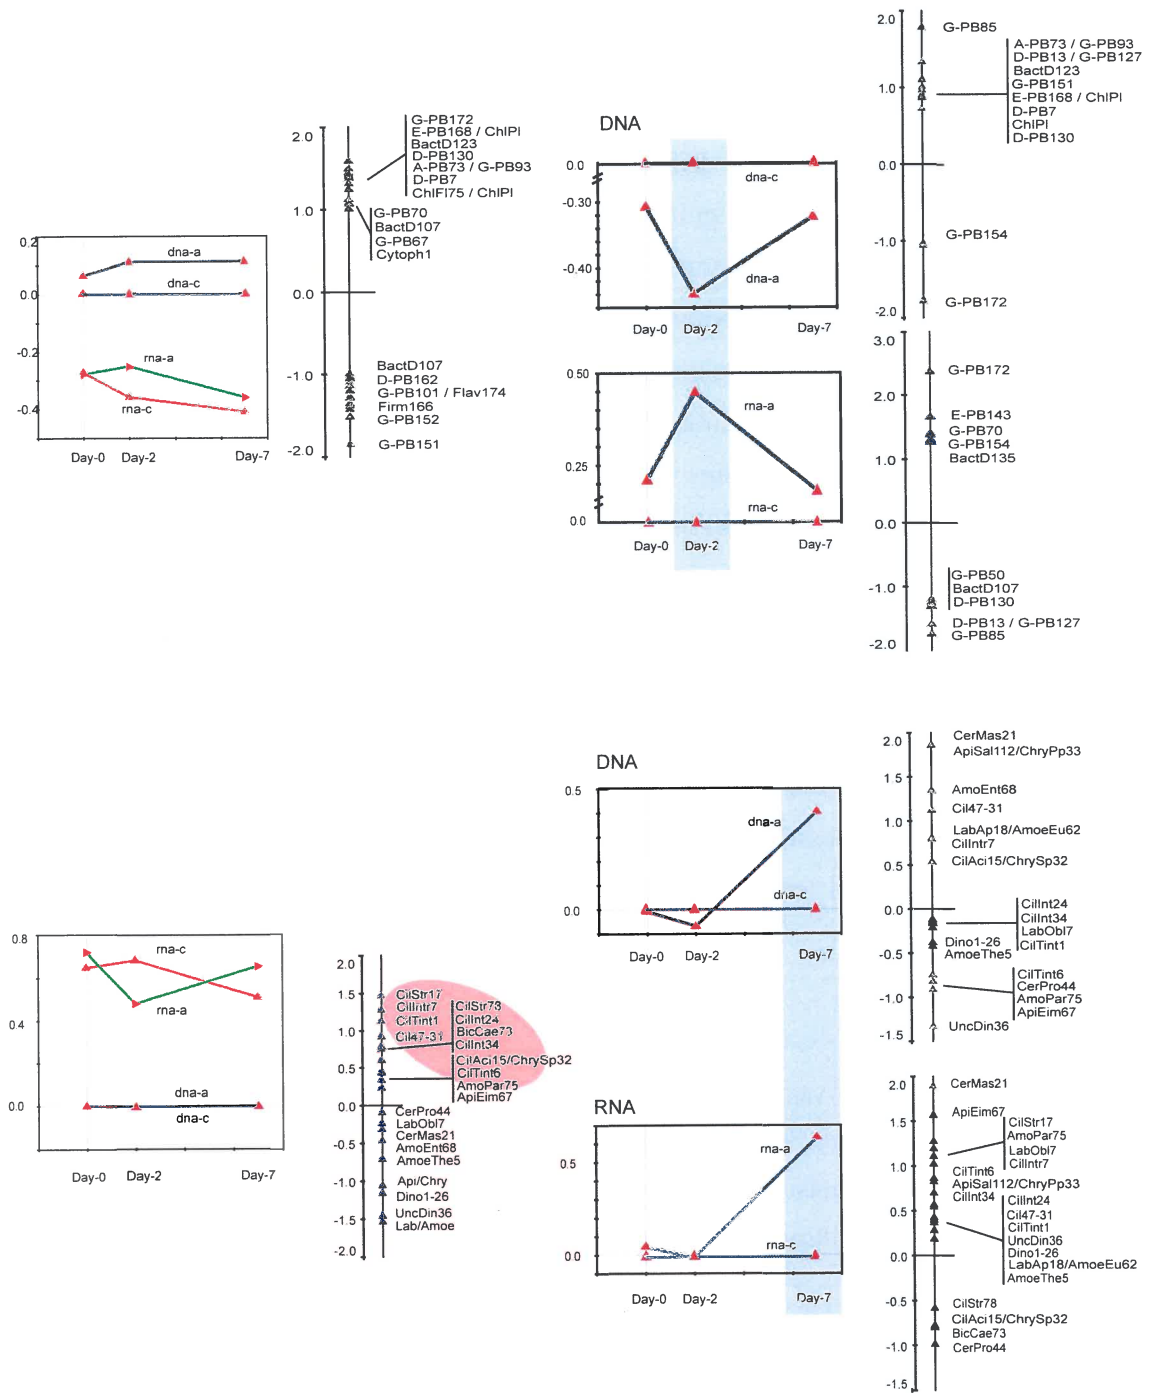 0.2
0.0
-0.2
-0.4
dna-a
dna-c
rna-a
rna-c
Day-0 Day-2 Day-7
2.0
1.0
0.0
-1.0
-2.0
G-PB172
E-PB168 / ChlPl
BactD123
D-PB130
A-PB73 / G-PB93
D-PB7
ChlFl75 / ChlPl
G-PB70
BactD107
G-PB67
Cytoph1
BactD107
D-PB162
G-PB101 / Flav174
Firm166
G-PB152
G-PB151
DNA
0.0
-0.30
-0.40
dna-c
dna-a
Day-0 Day-2 Day-7
0.50
0.25
0.0
rna-a
rna-c
Day-0 Day-2 Day-7
2.0
1.0
0.0
-1.0
-2.0
G-PB85
A-PB73 / G-PB93
D-PB13 / G-PB127
BactD123
G-PB151
E-PB168 / ChlPl
D-PB7
ChlPl
D-PB130
G-PB154
G-PB172
3.0
2.0
1.0
0.0
-1.0
-2.0
G-PB172
E-PB143
G-PB70
G-PB154
BactD135
G-PB50
BactD107
D-PB130
D-PB13 / G-PB127
G-PB85
0.8
0.4
0.0
rna-c
rna-a
dna-a
dna-c
Day-0 Day-2 Day-7
2.0
1.5
1.0
0.5
0.0
-0.5
-1.0
-1.5
-2.0
CilStr17
CilIntr7
CilTint1
Cil47-31
CilStr78
CilInt24
BicCae73
CilInt34
CilAci15/ChrySp32
CilTint6
AmoPar75
ApiEim67
CerPro44
LabObl7
CerMas21
AmoEnt68
AmoeThe5
Api/Chry
Dino1-26
UncDin36
Lab/Amoe
DNA
0.5
0.0
dna-a
dna-c
Day-0 Day-2 Day-7
RNA
0.5
0.0
rna-a
rna-c
Day-0 Day-2 Day-7
2.0
1.5
1.0
0.5
0.0
-0.5
-1.0
-1.5
CerMas21
ApiSal112/ChryPp33
AmoEnt68
Cil47-31
LabAp18/AmoeEu62
CilIntr7
CilAci15/ChrySp32
CilInt24
CilInt34
LabObl7
CilTint1
Dino1-26
AmoeThe5
CilTint6
CerPro44
AmoPar75
ApiEim67
UncDin36
2.0
1.5
1.0
0.5
0.0
-0.5
-1.0
-1.5
CerMas21
ApiEim67
CilStr17
AmoPar75
LabObl7
CilIntr7
CilTint6
ApiSal112/ChryPp33
CilInt34
CilInt24
Cil47-31
CilTint1
UncDin36
Dino1-26
LabAp18/AmoeEu62
AmoeThe5
CilStr78
CilAci15/ChrySp32
BicCae73
CerPro44